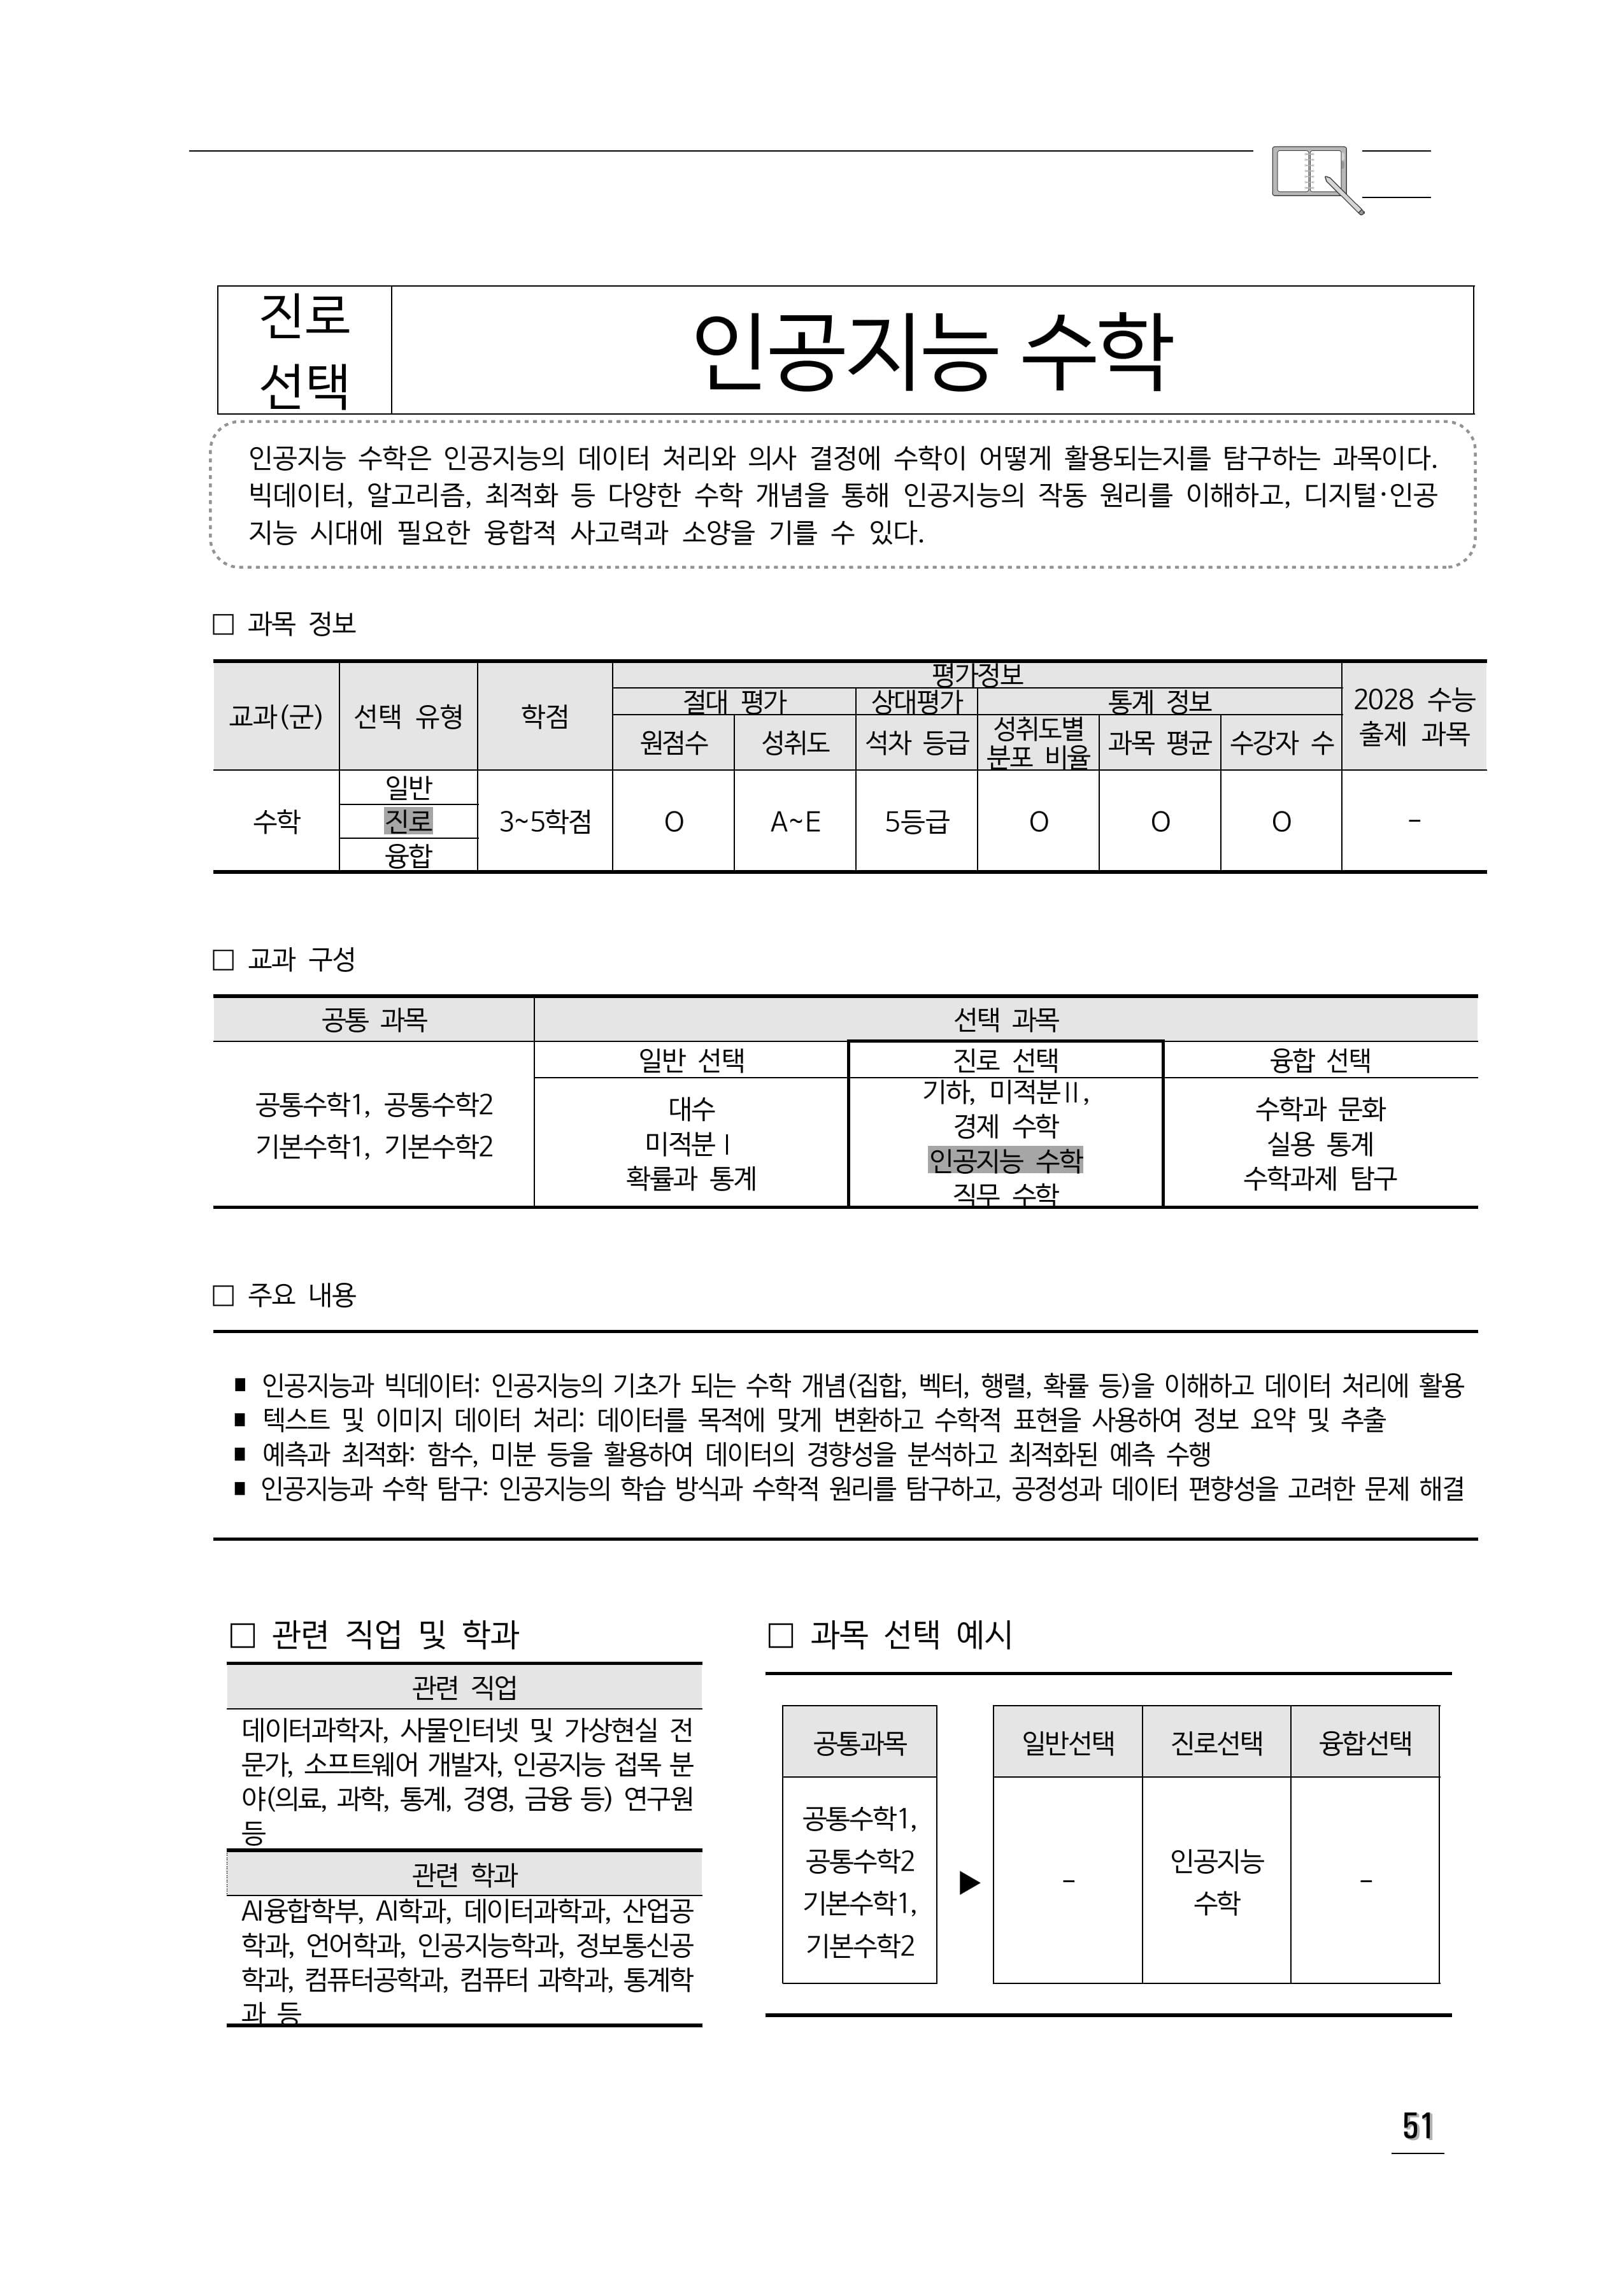 진로
선택
인공지능 수학
인공지능 수학은 인공지능의 데이터 처리와 의사 결정에 수학이 어떻게 활용되는지를 탐구하는 과목이다.
빅데이터, 알고리즘, 최적화 등 다양한 수학 개념을 통해 인공지능의 작동 원리를 이해하고, 디지털·인공
지능 시대에 필요한 융합적 사고력과 소양을 기를 수 있다.
□ 과목 정보
평가정보
절대 평가 상대평가 통계 정보
교과(군) 선택 유형 학점 원점수 성취도 석차 등급 성취도별 분포 비율 과목 평균 수강자 수 2028 수능 출제 과목
일반
수학 진로 3~5학점 O A~E 5등급 O O O -
융합
□ 교과 구성
공통 과목 선택 과목
일반 선택 진로 선택 융합 선택
공통수학1, 공통수학2
기본수학1, 기본수학2
대수
미적분Ⅰ
확률과 통계
기하, 미적분Ⅱ,
경제 수학
인공지능 수학
직무 수학
수학과 문화
실용 통계
수학과제 탐구
□ 주요 내용
■ 인공지능과 빅데이터: 인공지능의 기초가 되는 수학 개념(집합, 벡터, 행렬, 확률 등)을 이해하고 데이터 처리에 활용
■ 텍스트 및 이미지 데이터 처리: 데이터를 목적에 맞게 변환하고 수학적 표현을 사용하여 정보 요약 및 추출
■ 예측과 최적화: 함수, 미분 등을 활용하여 데이터의 경향성을 분석하고 최적화된 예측 수행
■ 인공지능과 수학 탐구: 인공지능의 학습 방식과 수학적 원리를 탐구하고, 공정성과 데이터 편향성을 고려한 문제 해결
□ 관련 직업 및 학과
관련 직업
데이터과학자, 사물인터넷 및 가상현실 전
문가, 소프트웨어 개발자, 인공지능 접목 분
야(의료, 과학, 통계, 경영, 금융 등) 연구원
등
관련 학과
AI융합학부, AI학과, 데이터과학과, 산업공
학과, 언어학과, 인공지능학과, 정보통신공
학과, 컴퓨터공학과, 컴퓨터 과학과, 통계학
과 등
□ 과목 선택 예시
공통과목 일반선택 진로선택 융합선택
공통수학1,
공통수학2
기본수학1,
기본수학2
▶
-
인공지능
수학
-
51